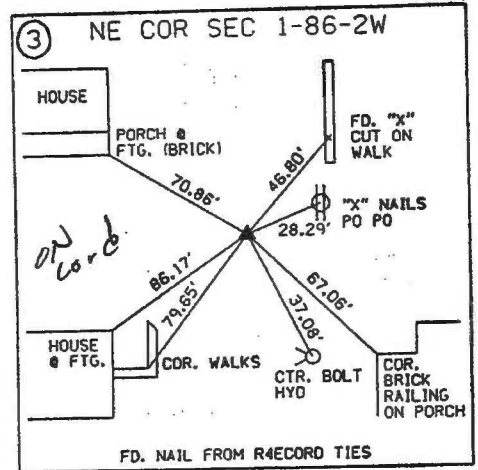 ③ NE COR SEC 1-86-2W
HOUSE
PORCH @
FTG. (BRICK)
FD. "X"
CUT ON
WALK
70.86'
46.80'
"X" NAILS
PO PO
28.29'
86.17'
79.65'
37.08'
67.06'
HOUSE
@ FTG.
COR. WALKS
CTR. BOLT
HYD
COR.
BRICK
RAILING
ON PORCH
FD. NAIL FROM R4ECORD TIES